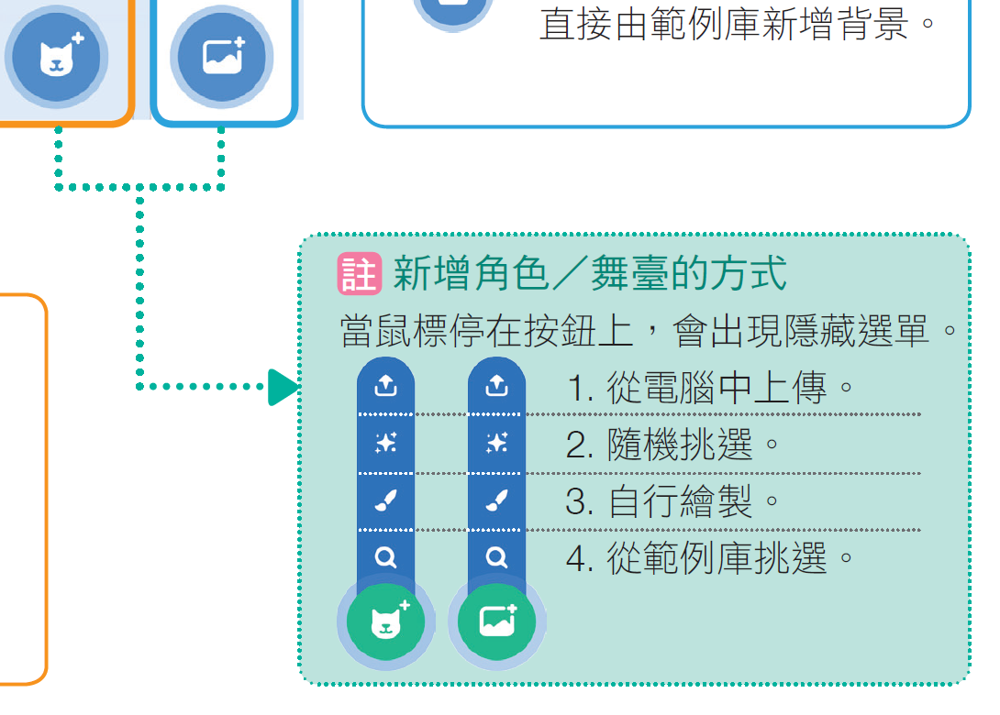 直接由範例庫新增背景。
註 新增角色／舞臺的方式
當鼠標停在按鈕上，會出現隱藏選單。
1. 從電腦中上傳。
2. 隨機挑選。
3. 自行繪製。
4. 從範例庫挑選。